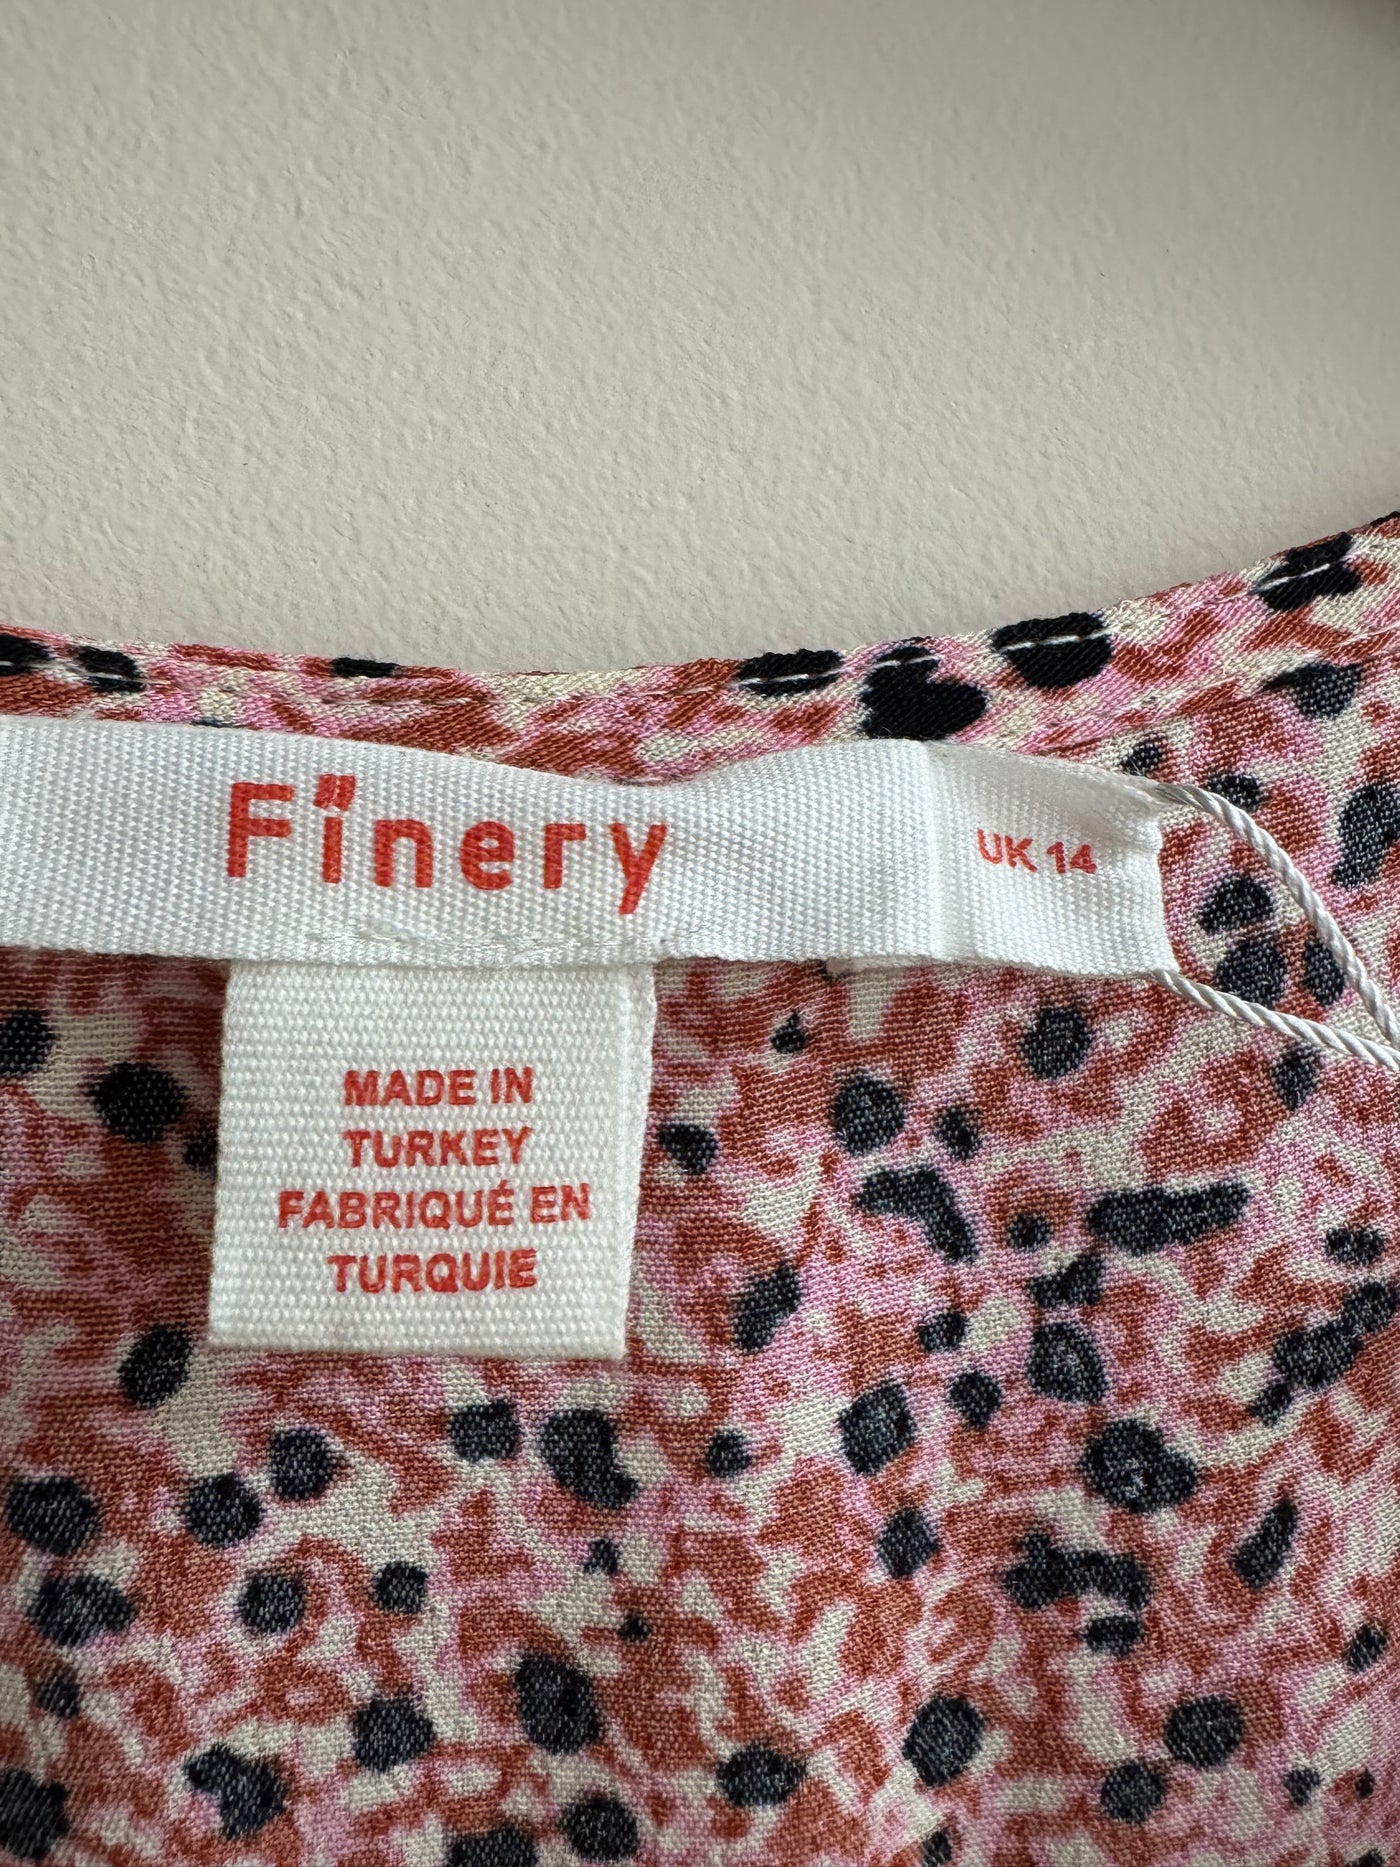 Finery
UK 14
MADE IN
TURKEY
FABRIQUÉ EN
TURQUIE